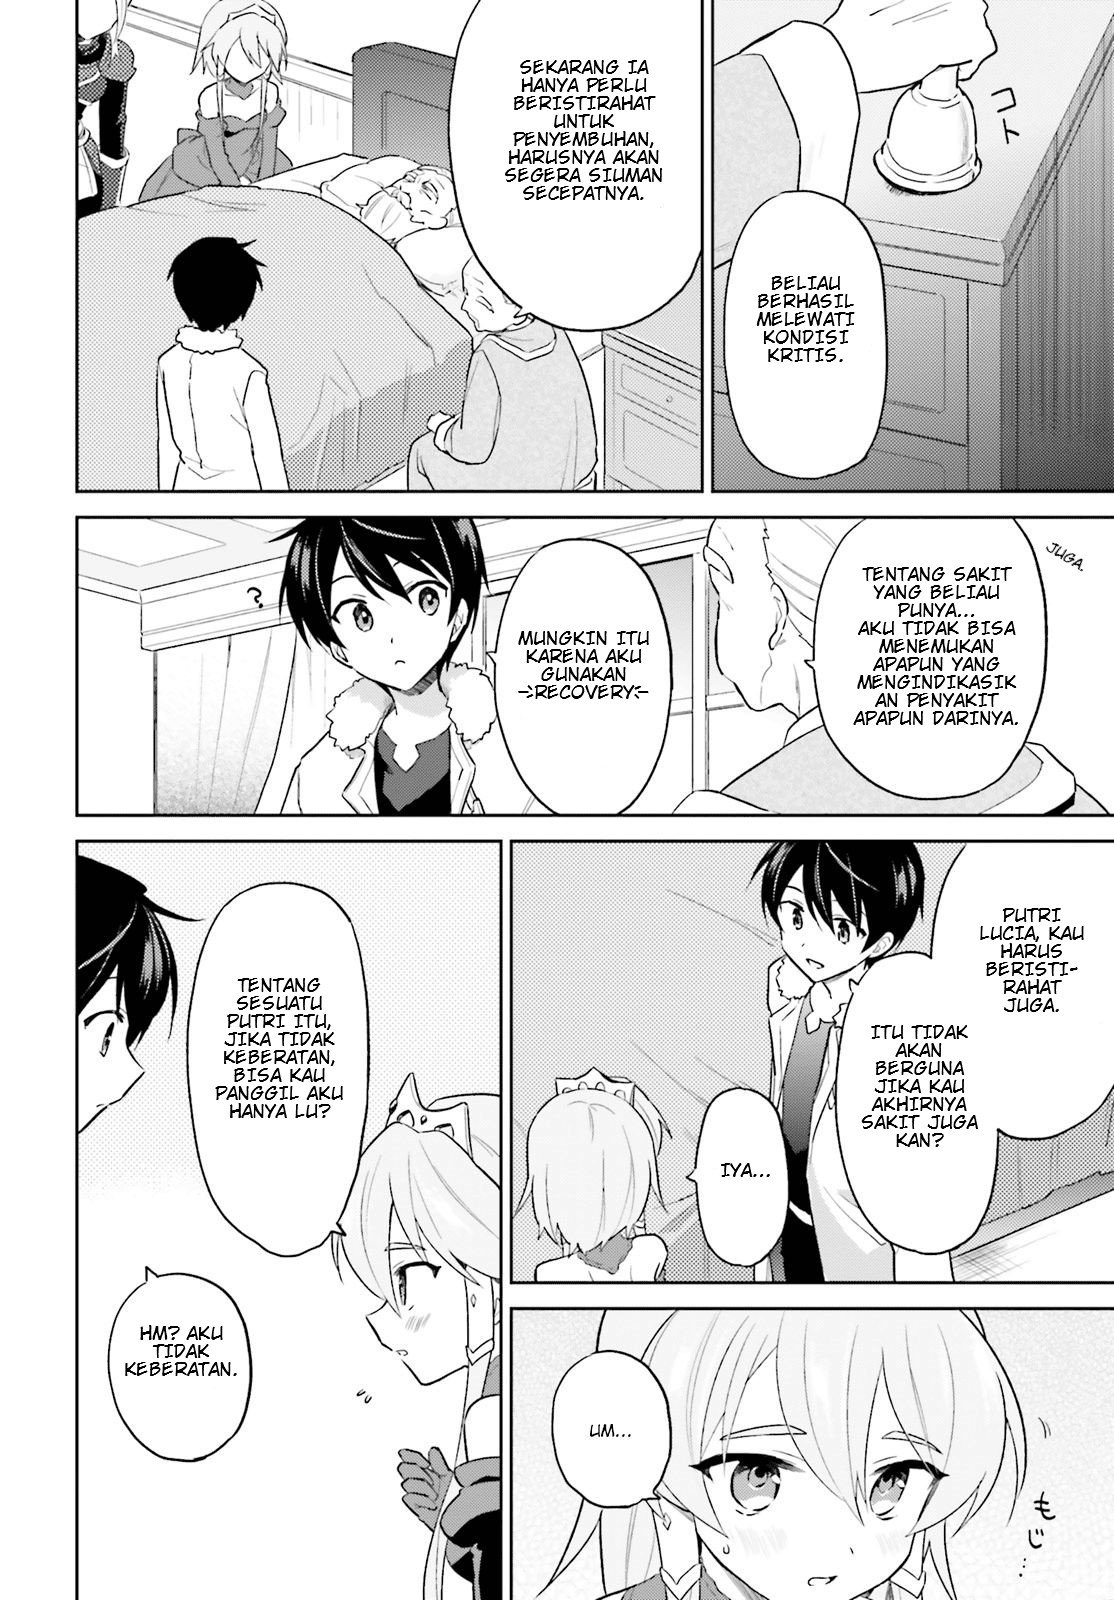 コト
BELIAU
BERHASIL
MELEWATI
KONDISI
KRITIS.
SEKARANG IA
HANYA PERLU
BERISTIRAHAT
UNTUK
PENYEMBUHAN,
HARUSNYA AKAN
SEGERA SIUMAN
SECEPATNYA.
JUGA.
TENTANG SAKIT
YANG BELIAU
PUNYA...
AKU TIDAK BISA
MENEMUKAN
APAPUN YANG
MENGINDIKASIK
AN PENYAKIT
APAPUN DARINYA.
MUNGKIN ITU
KARENA AKU
GUNAKAN
-RECOVERY-
?
PUTRI
LUCIA, KAU
HARUS
BERISTI-
RAHAT
JUGA.
ITU TIDAK
AKAN
BERGUNA
JIKA KAU
AKHIRNYA
SAKIT JUGA
KAN?
IYA...
UM...
もじ…
TENTANG
SESUATU
PUTRI ITU,
JIKA TIDAK
KEBERATAN,
BISA KAU
PANGGIL AKU
HANYA LU?
HM? AKU
TIDAK
KEBERATAN.